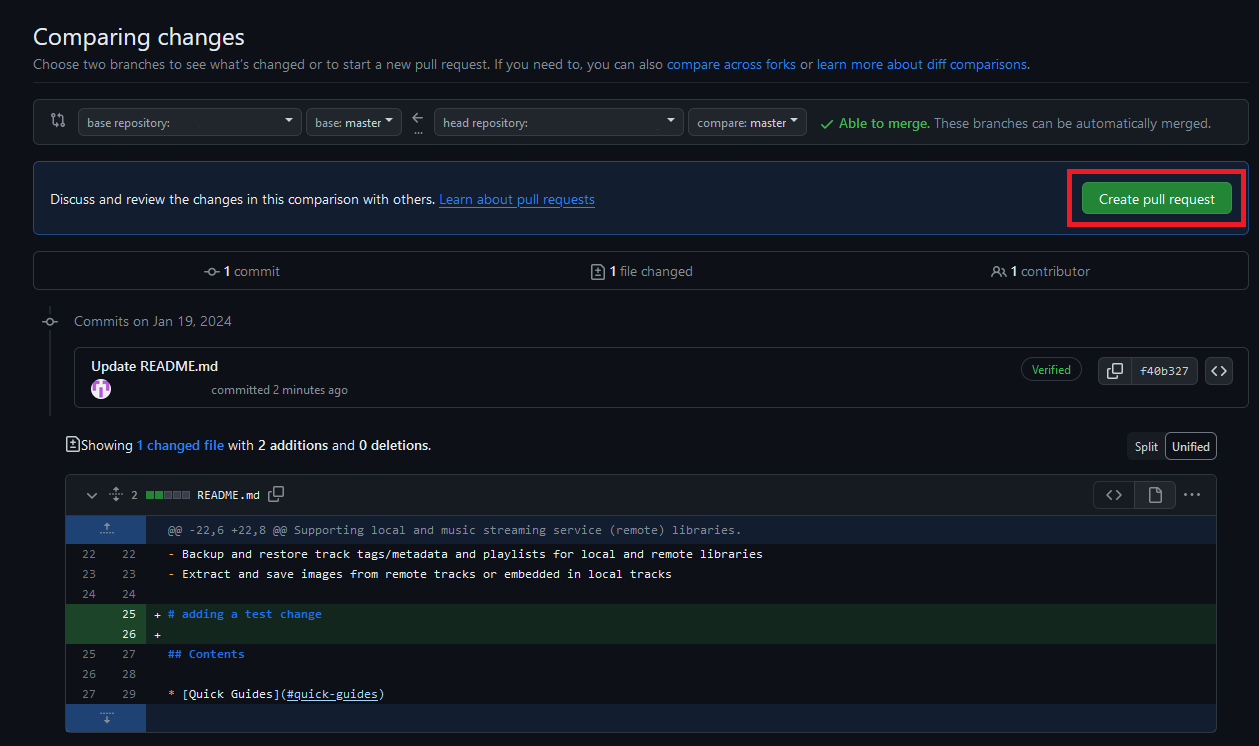 Comparing changes
Choose two branches to see what's changed or to start a new pull request. If you need to, you can also compare across forks or learn more about diff comparisons.
base repository: base: master ... head repository: compare: master Able to merge. These branches can be automatically merged.
Discuss and review the changes in this comparison with others. Learn about pull requests Create pull request
1 commit 1 file changed 1 contributor
Commits on Jan 19, 2024
Update README.md
committed 2 minutes ago Verified f40b327
Showing 1 changed file with 2 additions and 0 deletions. Split Unified
2 README.md
@@ -22,6 +22,8 @@ Supporting local and music streaming service (remote) libraries.
22 22 - Backup and restore track tags/metadata and playlists for local and remote libraries
23 23 - Extract and save images from remote tracks or embedded in local tracks
24 24
25 + # adding a test change
26 +
25 27 ## Contents
26 28
27 29 * [Quick Guides](#quick-guides)